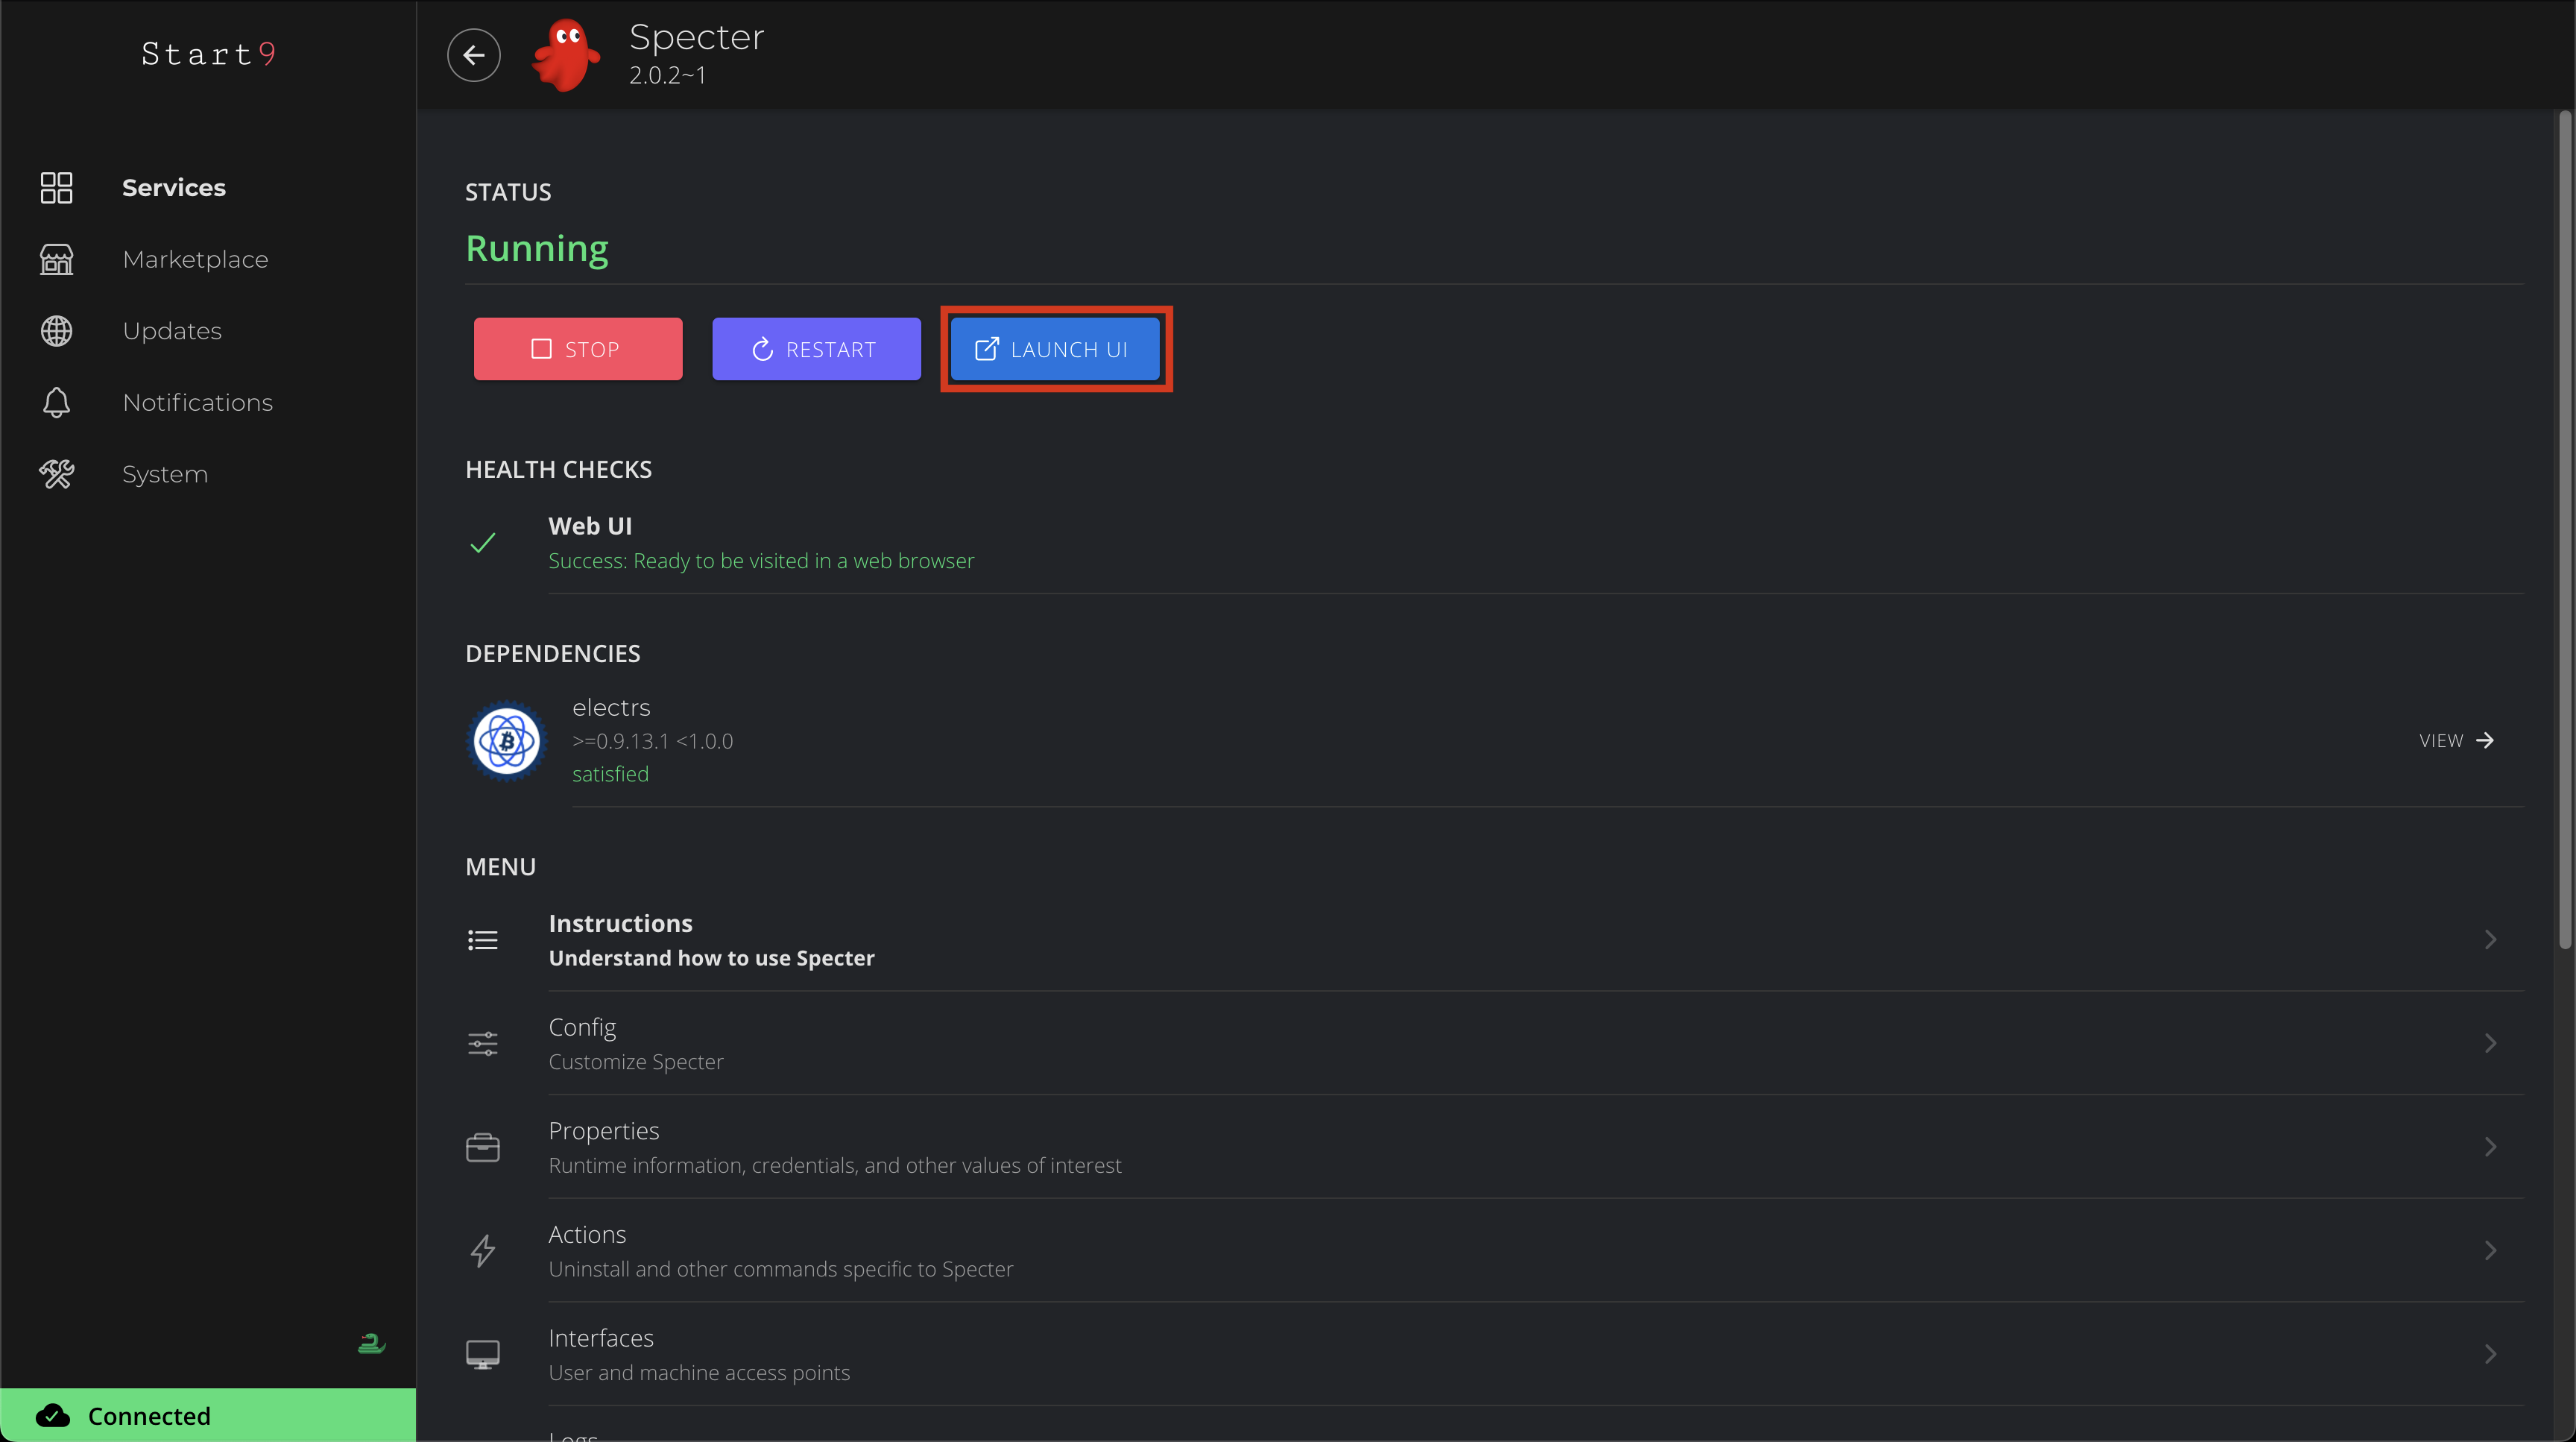 Start9
Services
Marketplace
Updates
Notifications
System
Connected
Specter
2.0.2~1
STATUS
Running
STOP
RESTART
LAUNCH UI
HEALTH CHECKS
Web UI
Success: Ready to be visited in a web browser
DEPENDENCIES
electrs
>=0.9.13.1 <1.0.0
satisfied
VIEW
MENU
Instructions
Understand how to use Specter
Config
Customize Specter
Properties
Runtime information, credentials, and other values of interest
Actions
Uninstall and other commands specific to Specter
Interfaces
User and machine access points
Logs